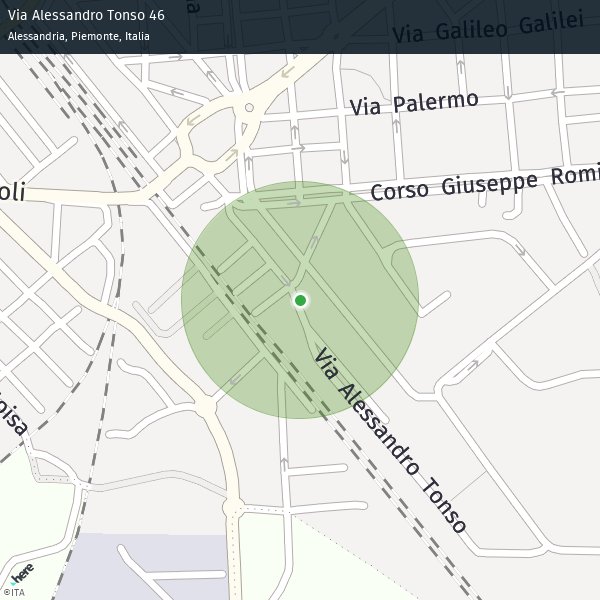 Via Alessandro Tonso 46
Alessandria, Piemonte, Italia
Via Galileo Galilei
Via Palermo
Corso Giuseppe Romi
oli
Via Alessandro Tonso
oisa
here
©ITA